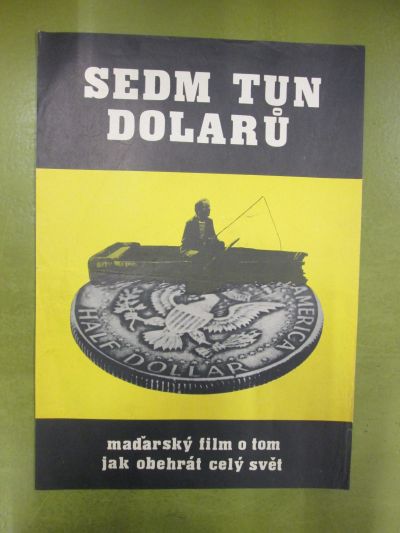 SEDM TUN
DOLARŮ
HALF DOLLAR
AMERICA
maďarský film o tom
jak obehrát celý svět